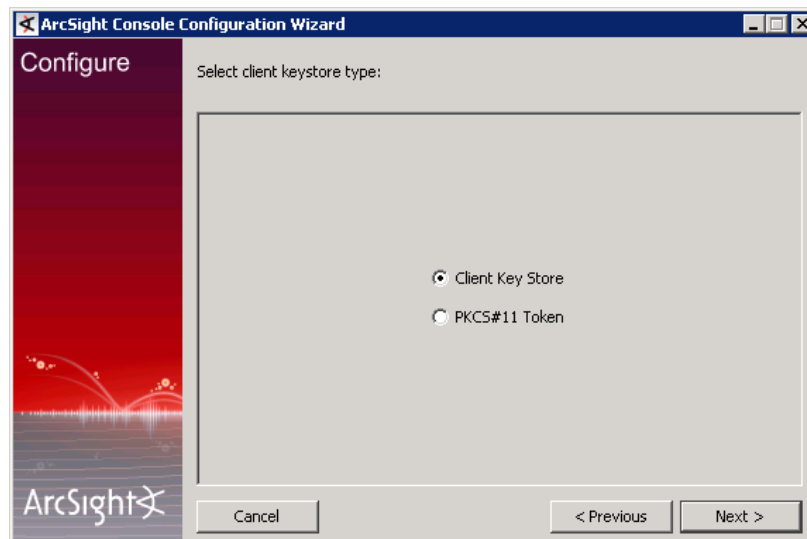 ArcSight Console Configuration Wizard
Configure
Select client keystore type:
Client Key Store
PKCS#11 Token
ArcSight
Cancel
< Previous
Next >